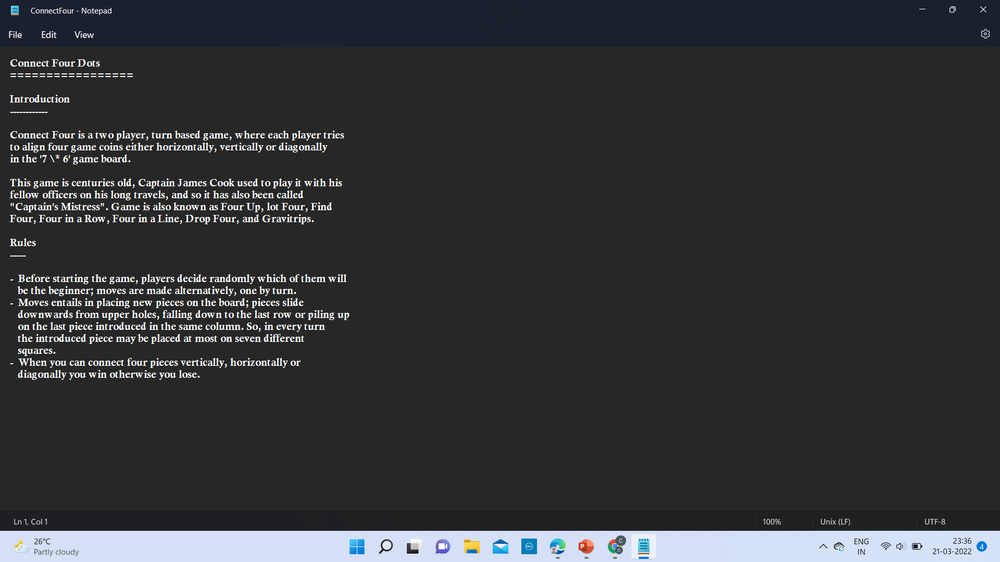 ConnectFour - Notepad
File Edit View
Connect Four Dots
=================
Introduction
------------
Connect Four is a two player, turn based game, where each player tries
to align four game coins either horizontally, vertically or diagonally
in the '7 \* 6' game board.
This game is centuries old, Captain James Cook used to play it with his
fellow officers on his long travels, and so it has also been called
"Captain's Mistress". Game is also known as Four Up, lot Four, Find
Four, Four in a Row, Four in a Line, Drop Four, and Gravitrips.
Rules
-----
- Before starting the game, players decide randomly which of them will
be the beginner; moves are made alternatively, one by turn.
- Moves entails in placing new pieces on the board; pieces slide
downwards from upper holes, falling down to the last row or piling up
on the last piece introduced in the same column. So, in every turn
the introduced piece may be placed at most on seven different
squares.
- When you can connect four pieces vertically, horizontally or
diagonally you win otherwise you lose.
Ln 1, Col 1 100% Unix (LF) UTF-8
26°C
Partly cloudy
DELL
P
C
C
ENG
IN
23:36
21-03-2022
4